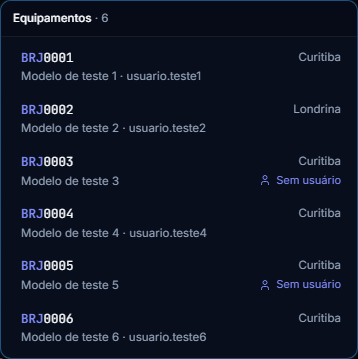 Equipamentos · 6
BRJ0001 Curitiba
Modelo de teste 1 · usuario.teste1
BRJ0002 Londrina
Modelo de teste 2 · usuario.teste2
BRJ0003 Curitiba
Modelo de teste 3 Sem usuário
BRJ0004 Curitiba
Modelo de teste 4 · usuario.teste4
BRJ0005 Curitiba
Modelo de teste 5 Sem usuário
BRJ0006 Curitiba
Modelo de teste 6 · usuario.teste6